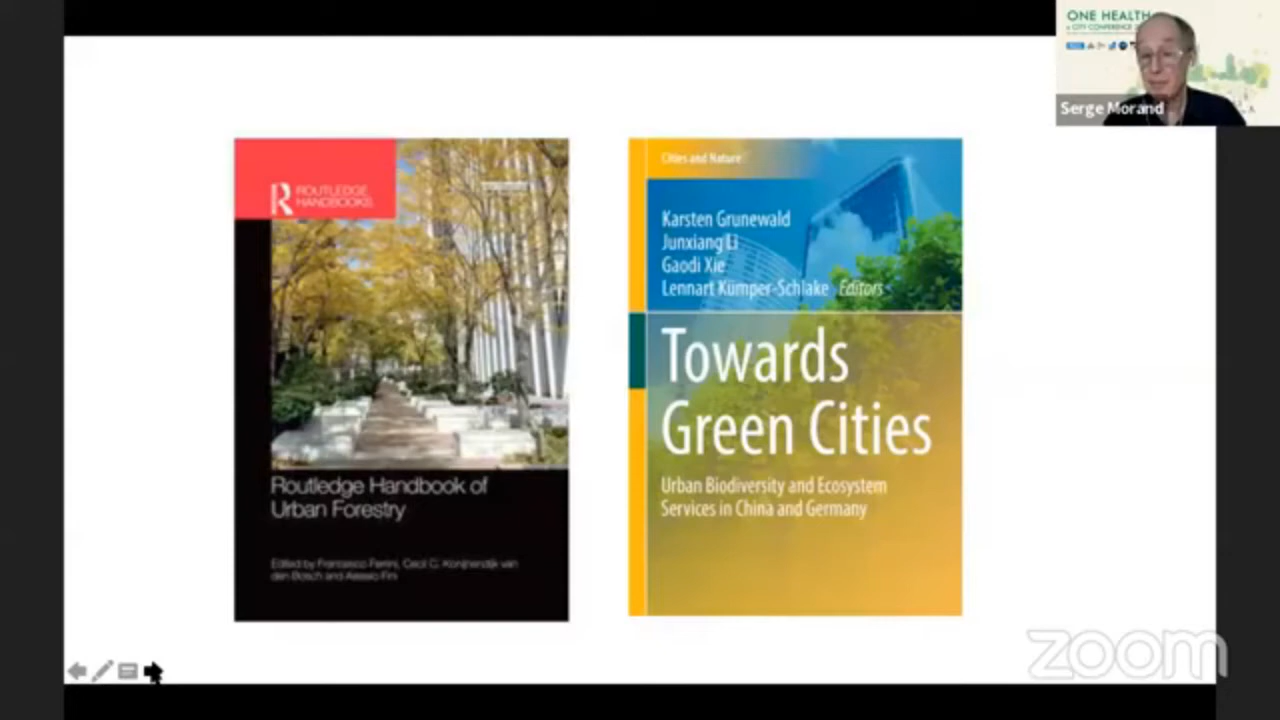 ONE HEALTH
Serge Morand
ROUTLEDGE
HANDBOOKS
Routledge Handbook of
Urban Forestry
Edited by Francesco Ferrini, Cecil C. Konijnendijk van
den Bosch and Alessio Fini
Cities and Nature
Karsten Grunewald
Junxiang Li
Gaodi Xie
Lennart Kümper-Schlake Editors
Towards
Green Cities
Urban Biodiversity and Ecosystem
Services in China and Germany
zoom